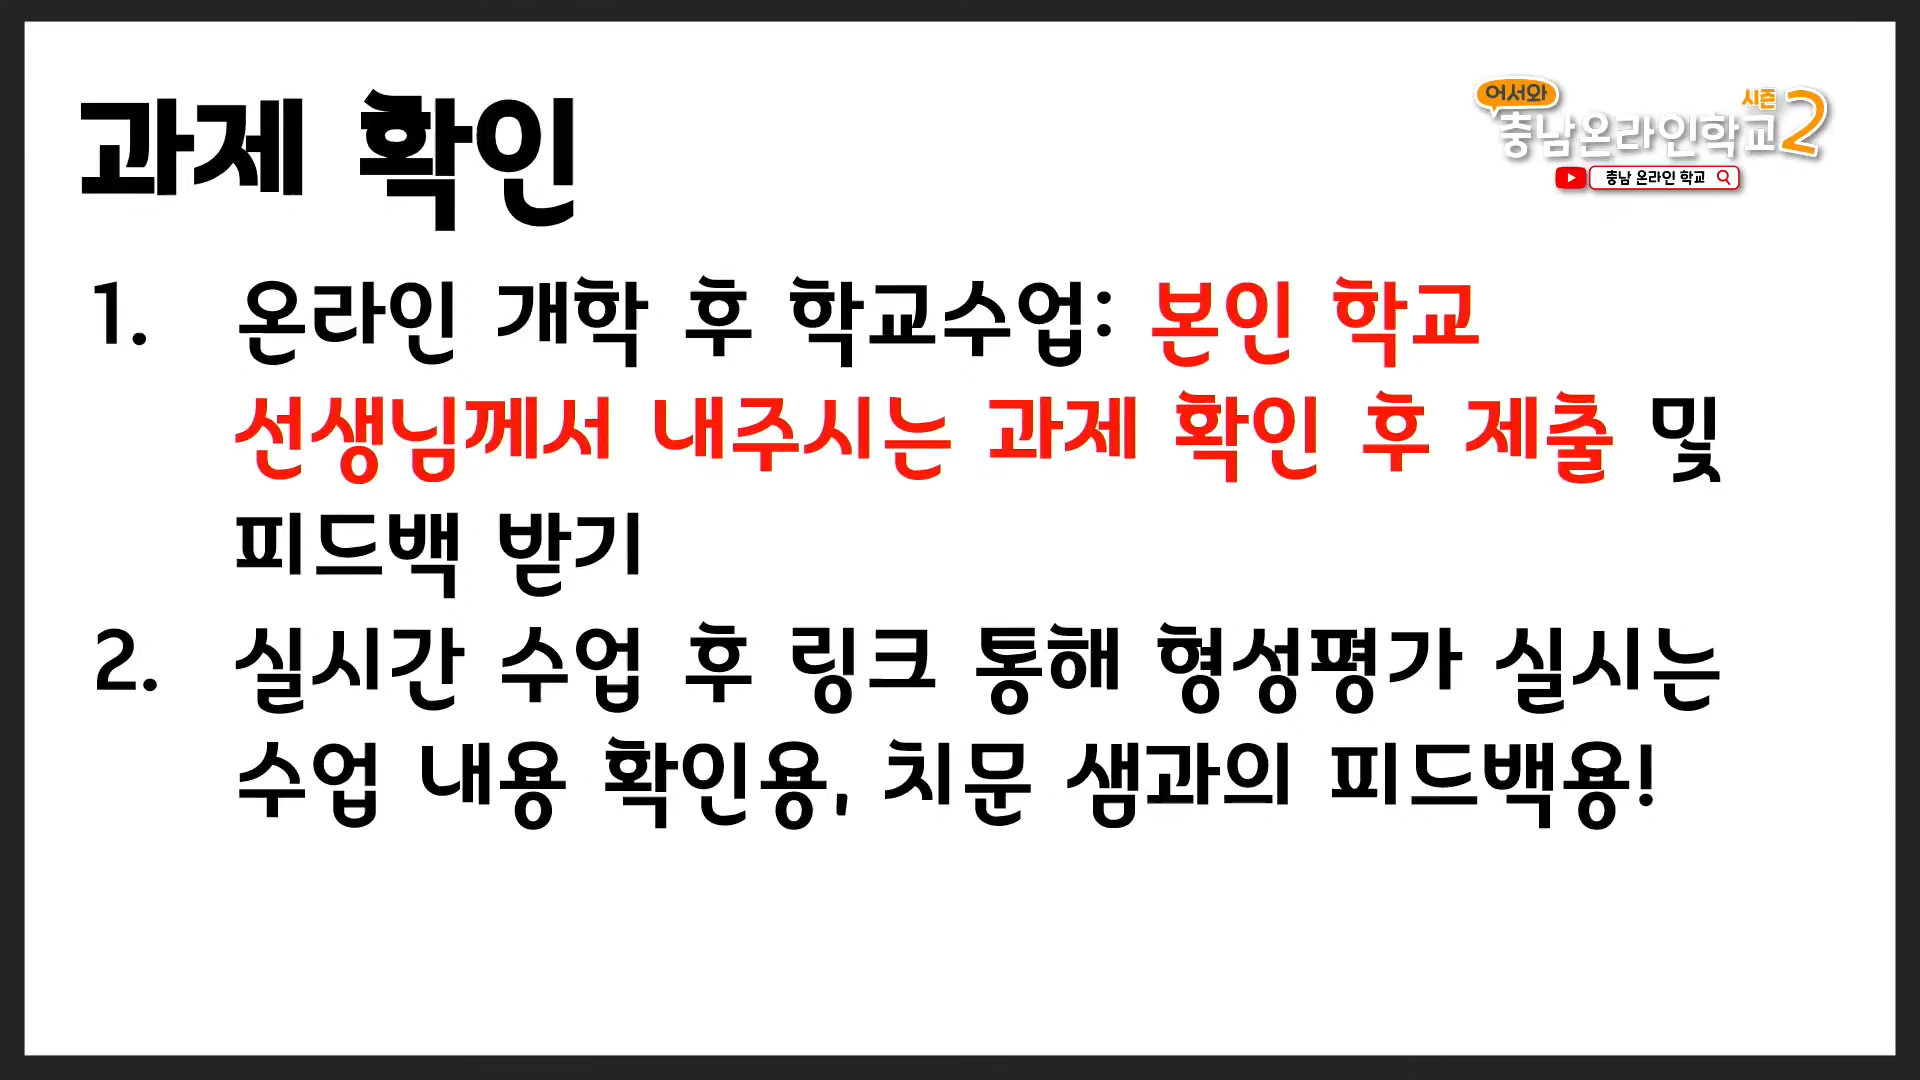 과제 확인
어서와
시즌
충남온라인학교2
충남 온라인 학교
1. 온라인 개학 후 학교수업: 본인 학교
선생님께서 내주시는 과제 확인 후 제출 및
피드백 받기
2. 실시간 수업 후 링크 통해 형성평가 실시는
수업 내용 확인용, 치문 샘과의 피드백용!